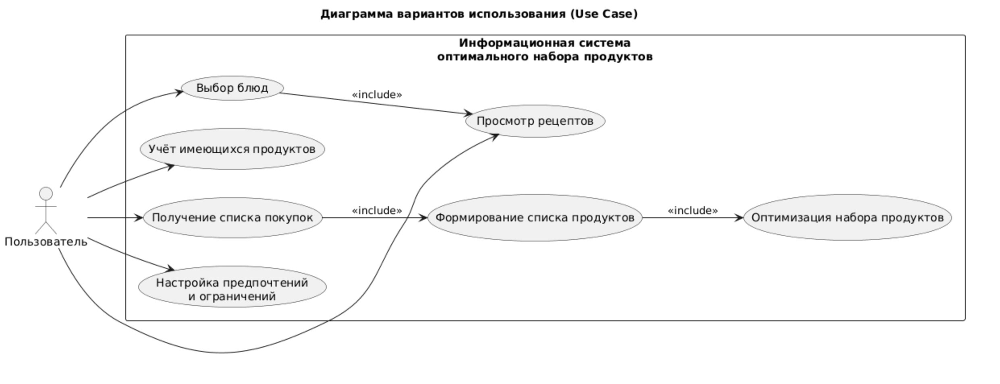 Диаграмма вариантов использования (Use Case)
Информационная система
оптимального набора продуктов
Выбор блюд
«include»
Просмотр рецептов
Учёт имеющихся продуктов
Получение списка покупок
«include»
Формирование списка продуктов
«include»
Оптимизация набора продуктов
Пользователь
Настройка предпочтений
и ограничений